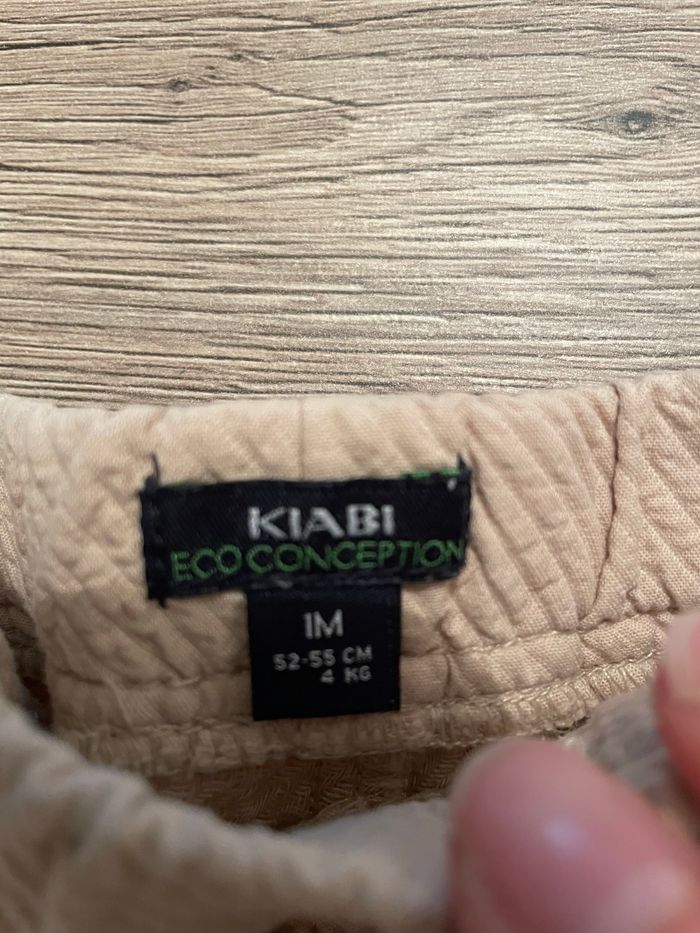 KIABI
ECO CONCEPTION
1M
52-55 CM
4 KG